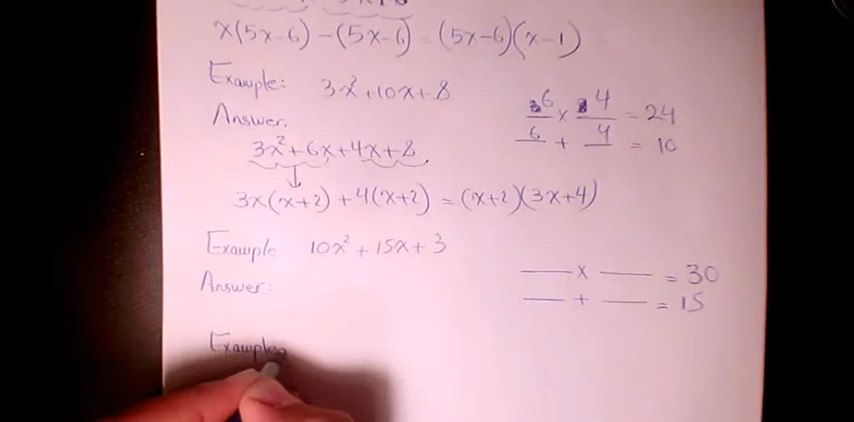 x(5x-6) - (5x-6) = (5x-6)(x-1)
Example: 3x²+10x+8
Answer.
3x²+6x+4x+8
3x(x+2) + 4(x+2) = (x+2)(3x+4)
6 x 4 = 24
6 + 4 = 10
Example 10x² + 15x + 3
Answer:
___ x ___ = 30
___ + ___ = 15
Example